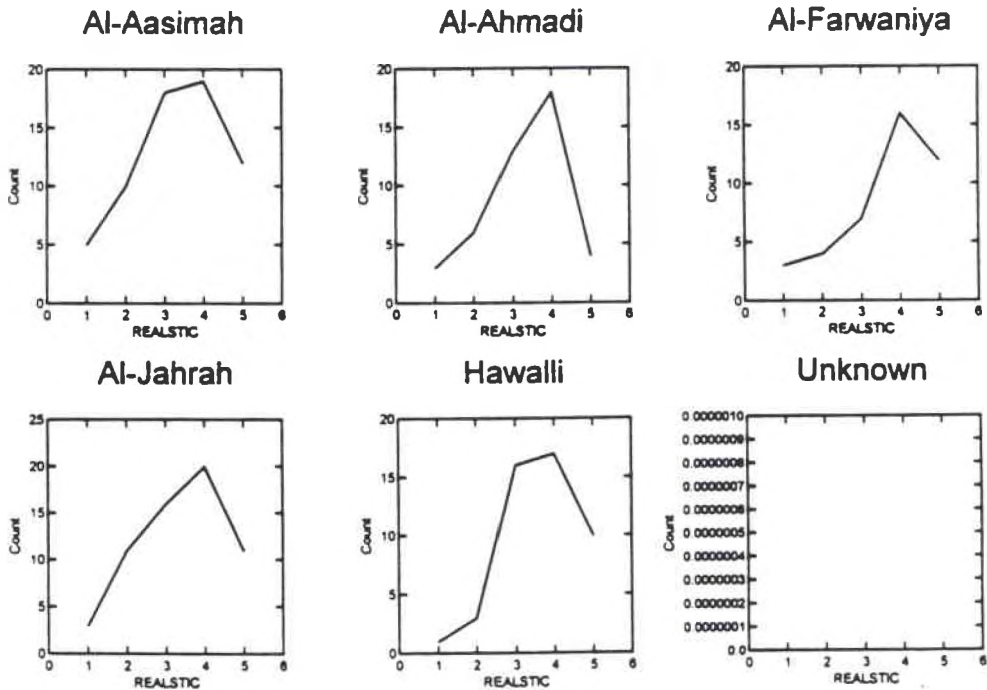 Al-Aasimah
20
15
10
5
0
Count
0 1 2 3 4 5 6
REALSTIC
Al-Ahmadi
20
15
10
5
0
Count
0 1 2 3 4 5 6
REALSTIC
Al-Farwaniya
20
15
10
5
0
Count
0 1 2 3 4 5 6
REALSTIC
Al-Jahrah
25
20
15
10
5
0
Count
0 1 2 3 4 5 6
REALSTIC
Hawalli
20
15
10
5
0
Count
0 1 2 3 4 5 6
REALSTIC
Unknown
0.0000010
0.0000009
0.0000008
0.0000007
0.0000006
0.0000005
0.0000004
0.0000003
0.0000002
0.0000001
0.0
Count
0 1 2 3 4 5 6
REALSTIC